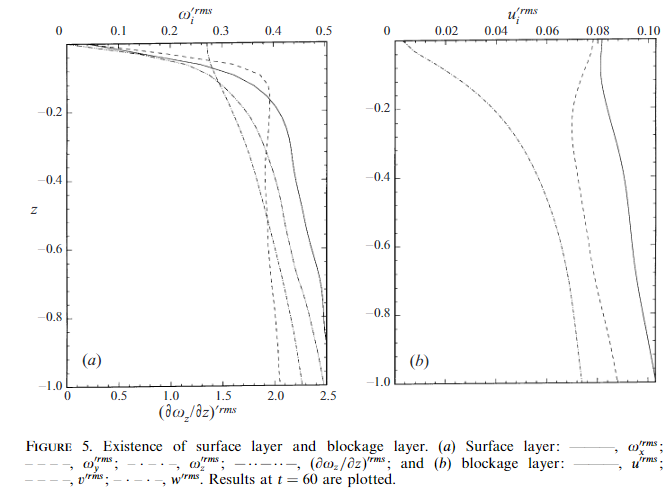 ω′ᵢʳᵐˢ
0 0.1 0.2 0.3 0.4 0.5
−0.2
−0.4
z
−0.6
−0.8
(a)
−1.0
0 0.5 1.0 1.5 2.0 2.5
(∂ω_z/∂z)′ʳᵐˢ
u′ᵢʳᵐˢ
0 0.02 0.04 0.06 0.08 0.10
−0.2
−0.4
−0.6
−0.8
(b)
−1.0
FIGURE 5. Existence of surface layer and blockage layer. (a) Surface layer: ———, ω′ₓʳᵐˢ;
– – – –, ω′_yʳᵐˢ; – · – · –, ω′_zʳᵐˢ; –··–··–, (∂ω_z/∂z)′ʳᵐˢ; and (b) blockage layer: ———, u′ʳᵐˢ;
– – – –, v′ʳᵐˢ; – · – · –, w′ʳᵐˢ. Results at t = 60 are plotted.